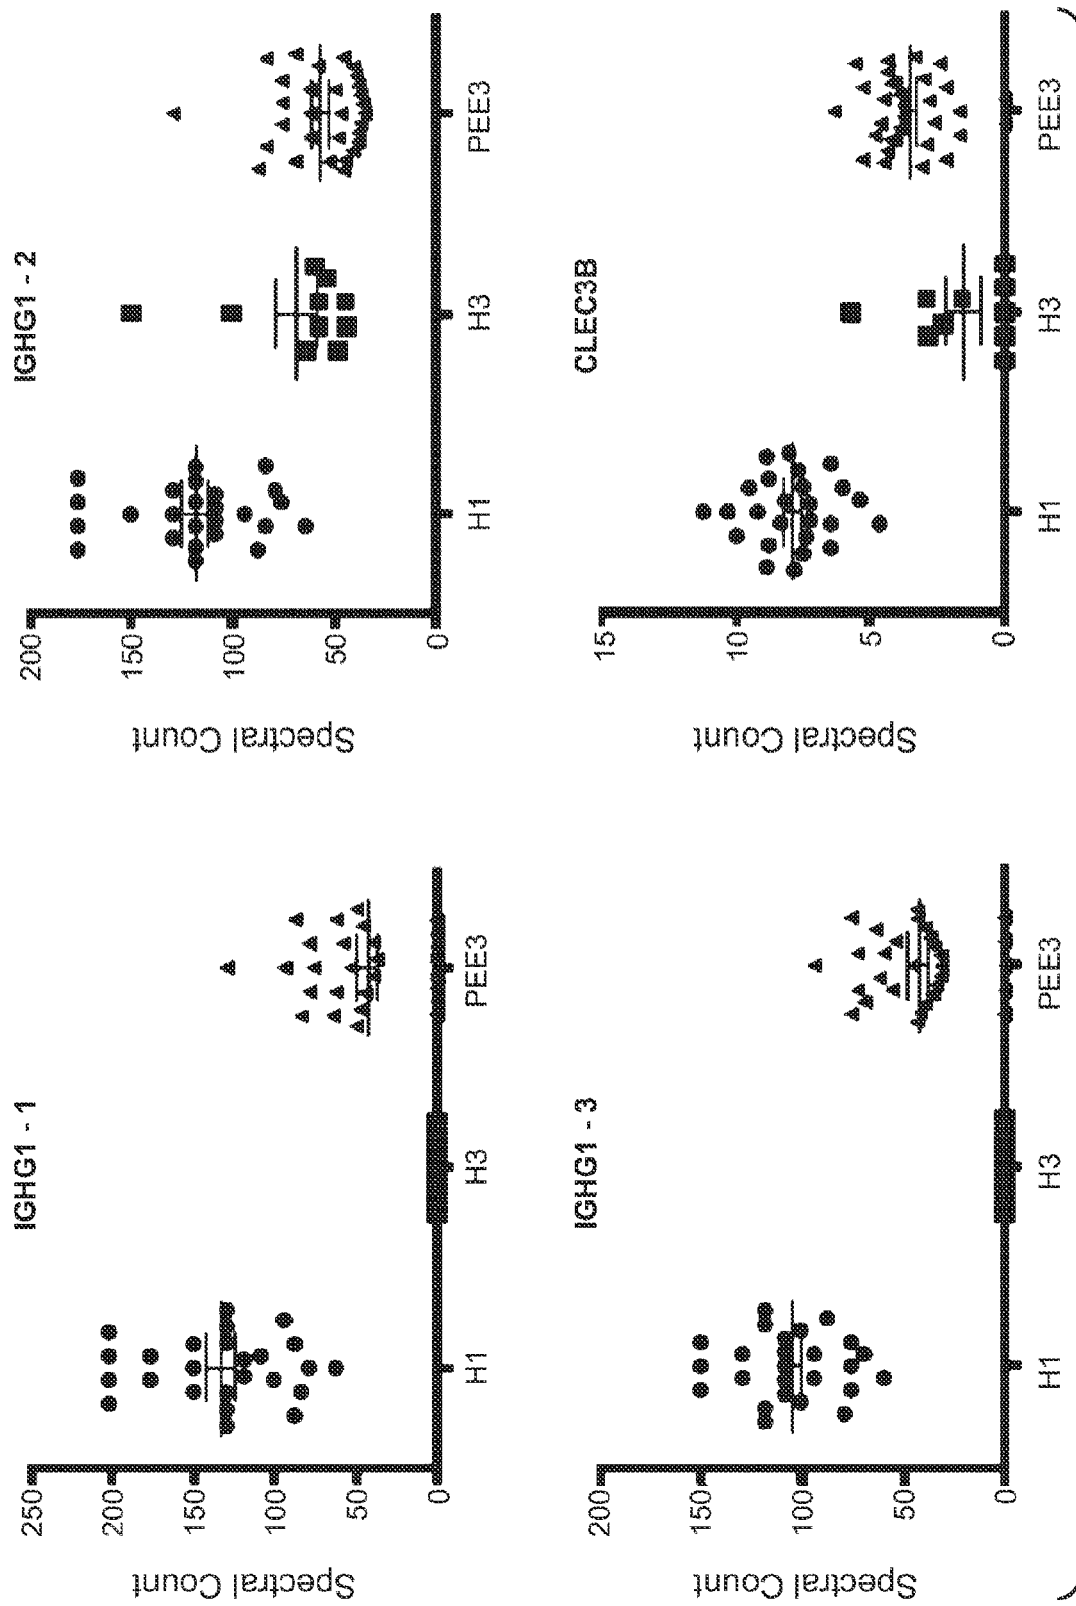 IGHG1 - 1
Spectral Count
250
200
150
100
50
0
H1
H3
PEE3
IGHG1 - 2
Spectral Count
200
150
100
50
0
H1
H3
PEE3
IGHG1 - 3
Spectral Count
200
150
100
50
0
H1
H3
PEE3
CLEC3B
Spectral Count
15
10
5
0
H1
H3
PEE3